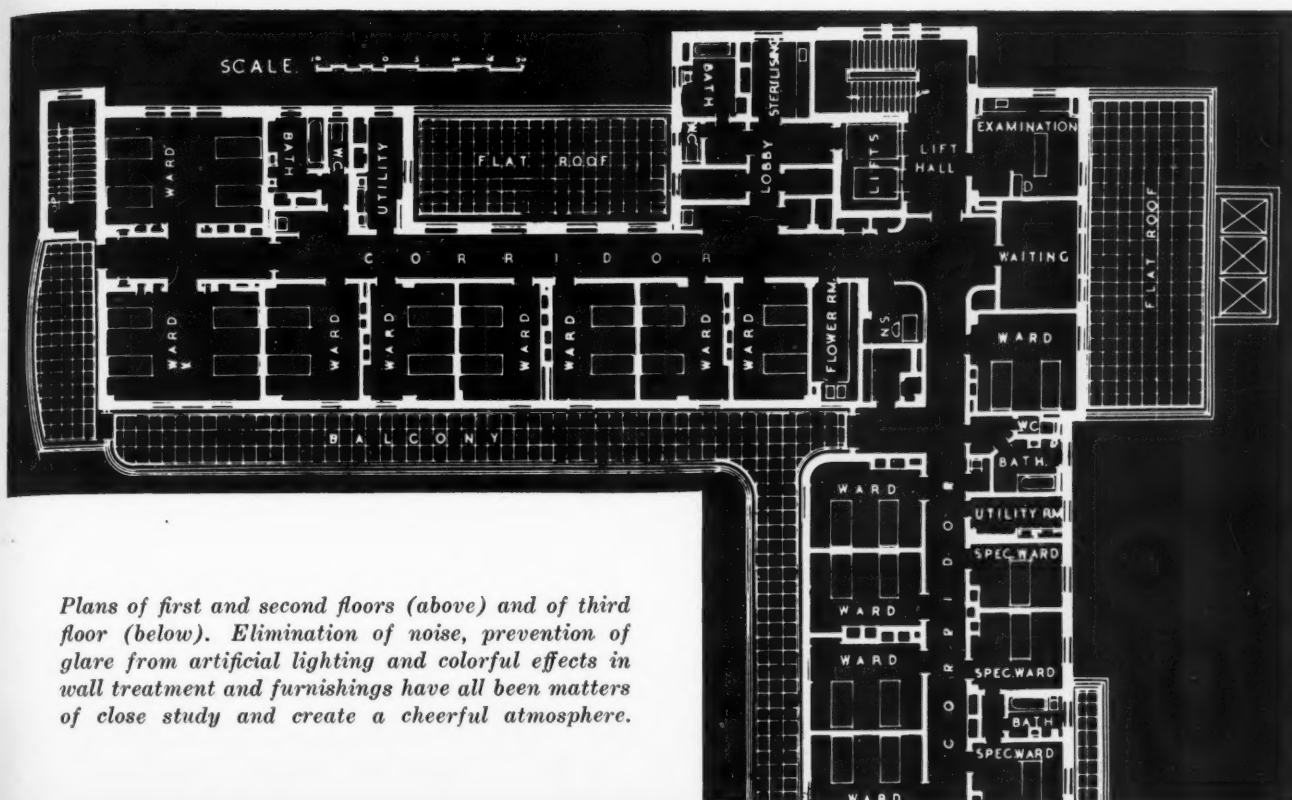 SCALE.
BATH
STERILISING
WARD
BATH
W.C.
UTILITY
FLAT ROOF
W.C.
LOBBY
LIFTS
LIFT
HALL
EXAMINATION
FLAT ROOF
CORRIDOR
WAITING
WARD
WARD
WARD
WARD
WARD
WARD
WARD
FLOWER RM.
N.S.
WARD
BALCONY
WC
BATH.
WARD
UTILITY RM
CORRIDOR
SPEC.WARD
WARD
WARD
SPEC.WARD
BATH
SPEC.WARD
WARD
Plans of first and second floors (above) and of third
floor (below). Elimination of noise, prevention of
glare from artificial lighting and colorful effects in
wall treatment and furnishings have all been matters
of close study and create a cheerful atmosphere.